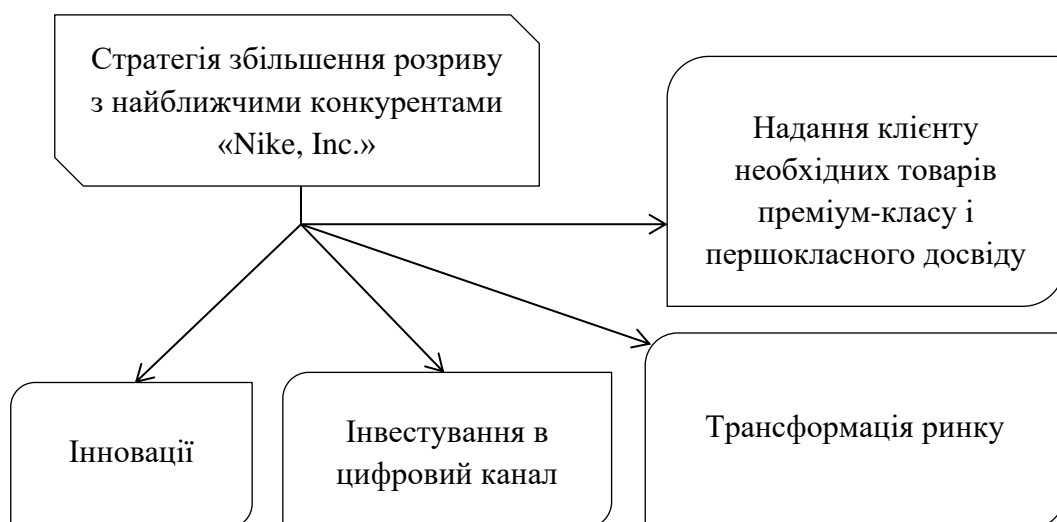 Стратегія збільшення розриву
з найближчими конкурентами
«Nike, Inc.»
Надання клієнту
необхідних товарів
преміум-класу і
першокласного досвіду
Інновації
Інвестування в
цифровий канал
Трансформація ринку